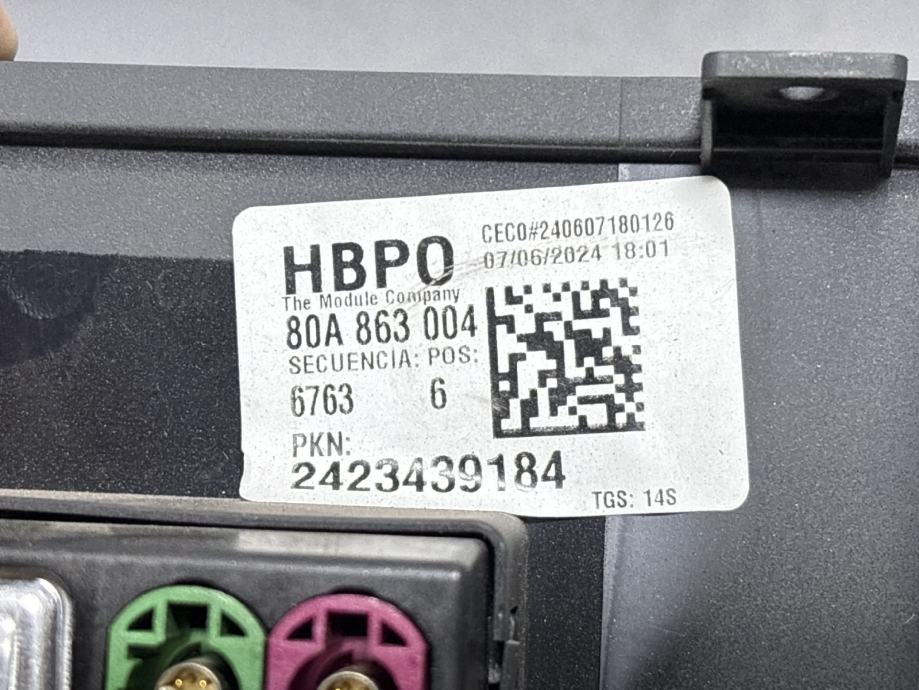 HBPO
The Module Company
CECO#240607180126
07/06/2024 18:01
80A 863 004
SECUENCIA: POS:
6763 6
PKN:
2423439184
TGS: 14S